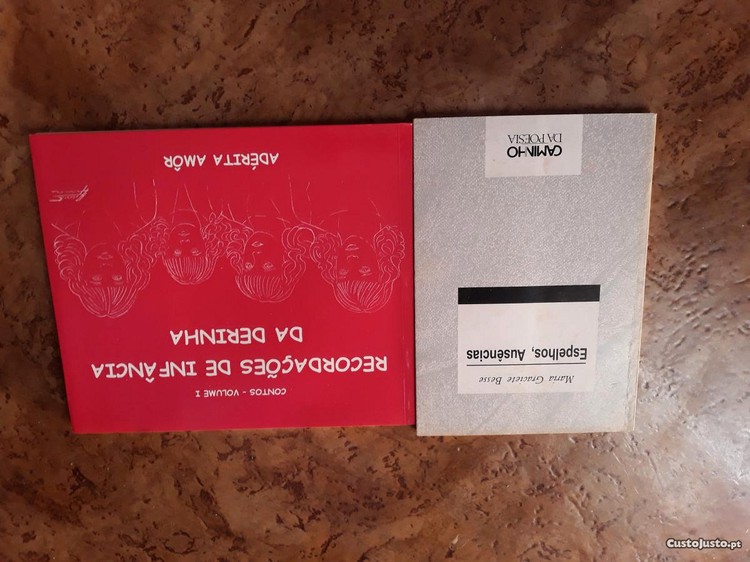 CONTOS - VOLUME I
RECORDAÇÕES DE INFÂNCIA
DA DERINHA
ADÉRITA AMÔR
Maria Graciete Besse
Espelhos, Ausências
CAMINHO
DA POESIA
CustoJusto.pt